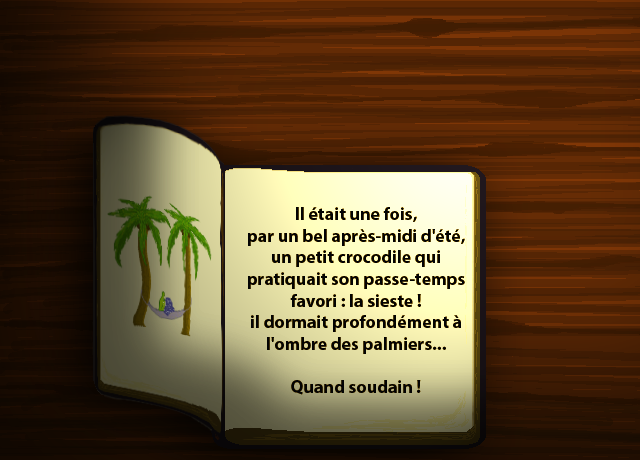 Il était une fois,
par un bel après-midi d'été,
un petit crocodile qui
pratiquait son passe-temps
favori : la sieste !
il dormait profondément à
l'ombre des palmiers...
Quand soudain !